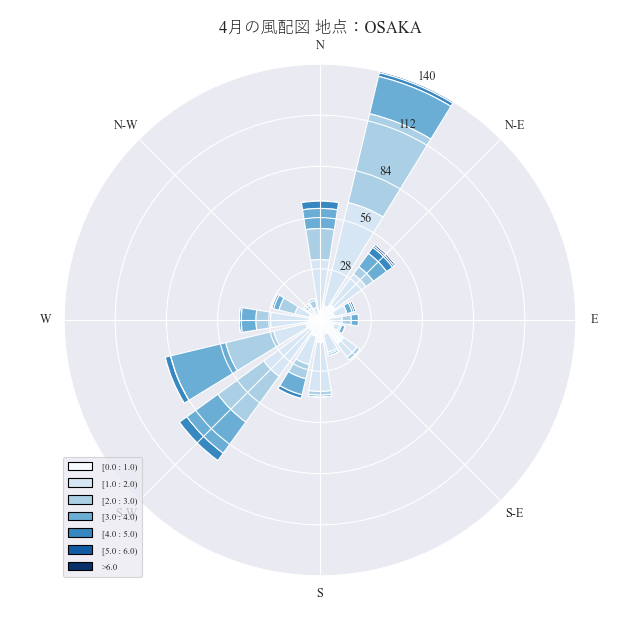 4月の風配図 地点：OSAKA
N
140
N-W
N-E
112
84
56
28
W
E
[0.0 : 1.0)
[1.0 : 2.0)
[2.0 : 3.0)
[3.0 : 4.0)
[4.0 : 5.0)
[5.0 : 6.0)
>6.0
S-W
S-E
S